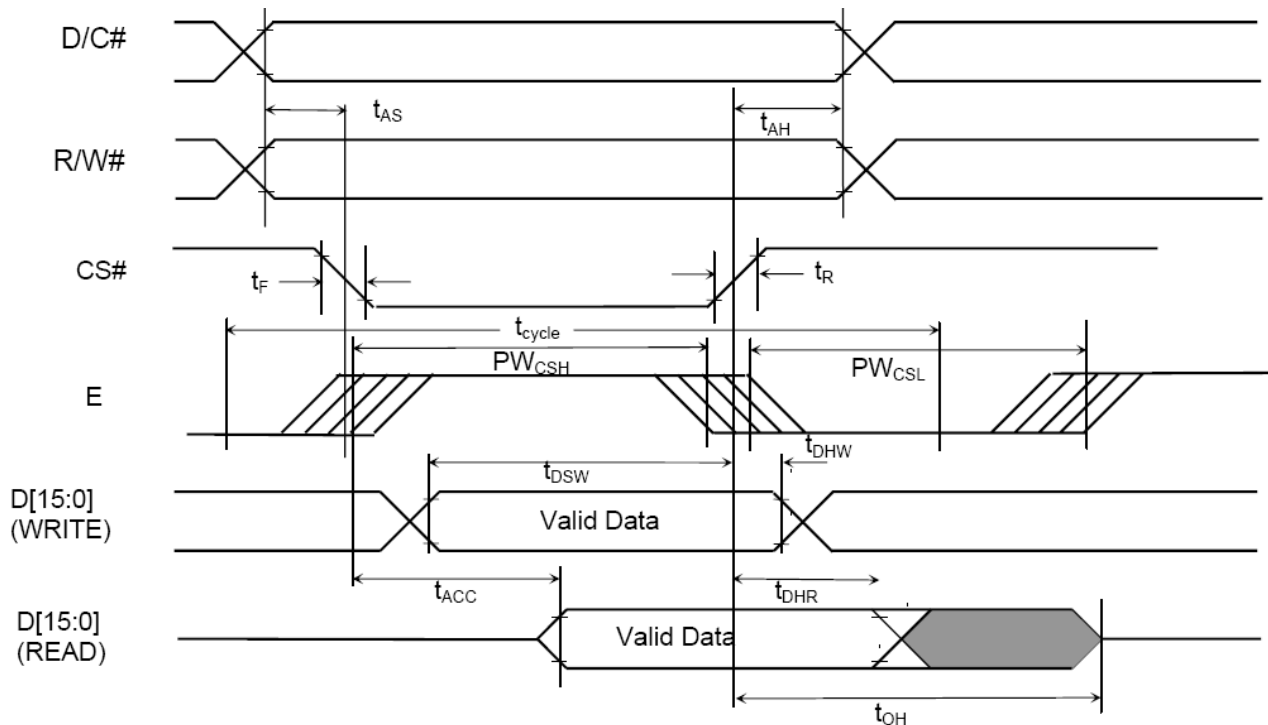 D/C#
t_AS
t_AH
R/W#
CS#
t_F
t_R
t_cycle
PW_CSH
PW_CSL
E
t_DHW
t_DSW
D[15:0]
(WRITE)
Valid Data
t_ACC
t_DHR
D[15:0]
(READ)
Valid Data
t_OH